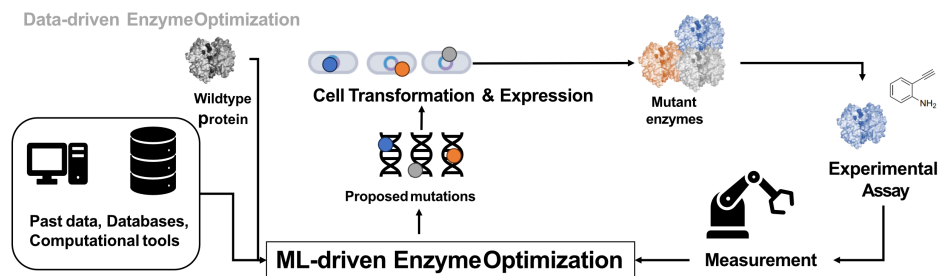 Data-driven EnzymeOptimization
Wildtype
protein
Cell Transformation & Expression
Mutant
enzymes
NH2
Experimental
Assay
Proposed mutations
Past data, Databases,
Computational tools
ML-driven EnzymeOptimization
Measurement